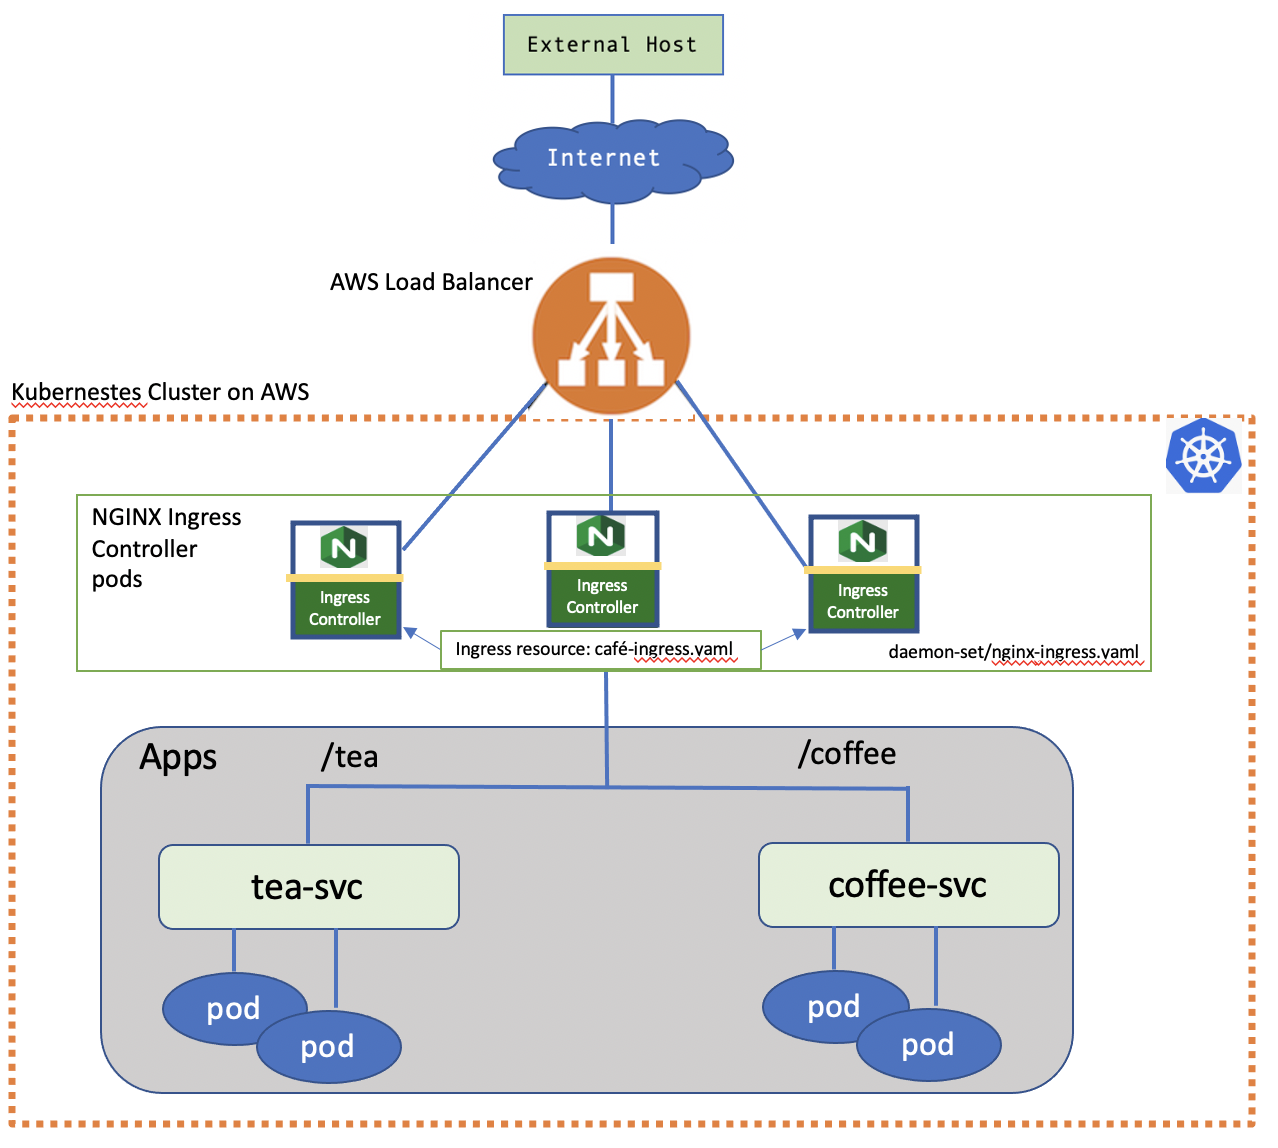 External Host
Internet
AWS Load Balancer
Kubernestes Cluster on AWS
NGINX Ingress
Controller
pods
N
Ingress
Controller
N
Ingress
Controller
N
Ingress
Controller
Ingress resource: café-ingress.yaml
daemon-set/nginx-ingress.yaml
Apps
/tea
/coffee
tea-svc
coffee-svc
pod
pod
pod
pod